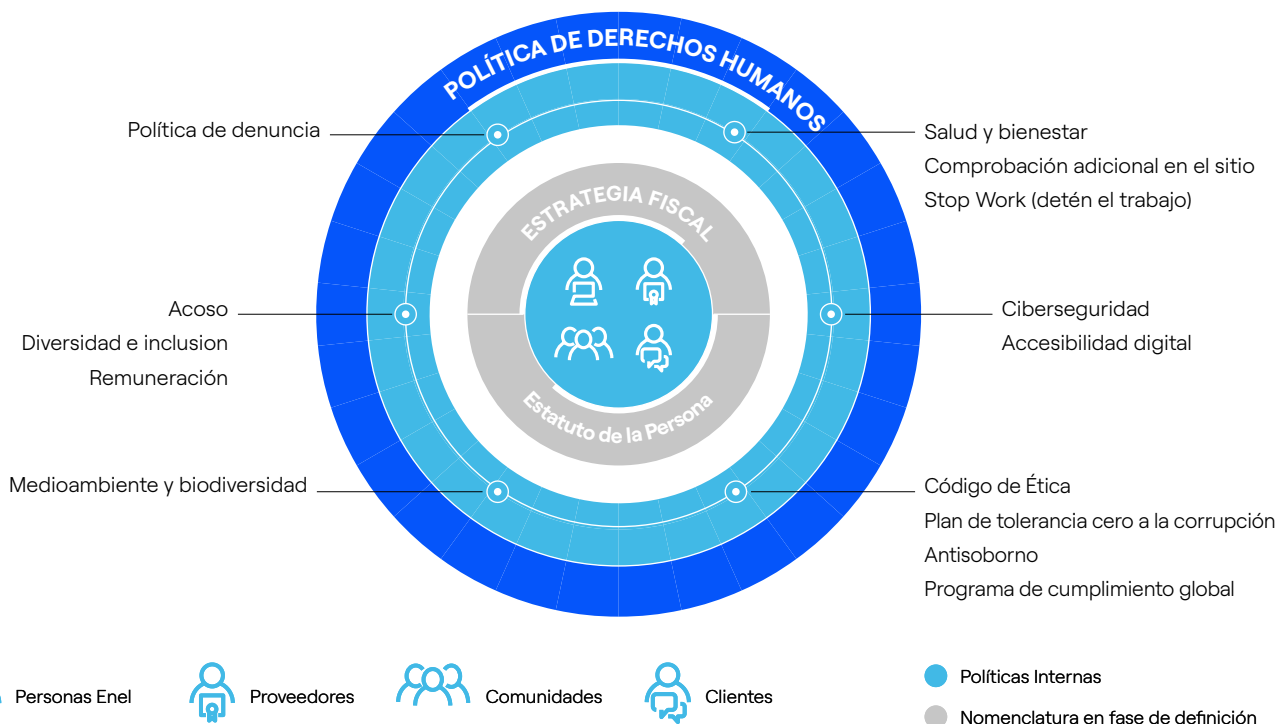 POLÍTICA DE DERECHOS HUMANOS
Política de denuncia
Salud y bienestar
Comprobación adicional en el sitio
Stop Work (detén el trabajo)
ESTRATEGIA FISCAL
Acoso
Diversidad e inclusion
Remuneración
Ciberseguridad
Accesibilidad digital
Estatuto de la Persona
Medioambiente y biodiversidad
Código de Ética
Plan de tolerancia cero a la corrupción
Antisoborno
Programa de cumplimiento global
Personas Enel
Proveedores
Comunidades
Clientes
Políticas Internas
Nomenclatura en fase de definición